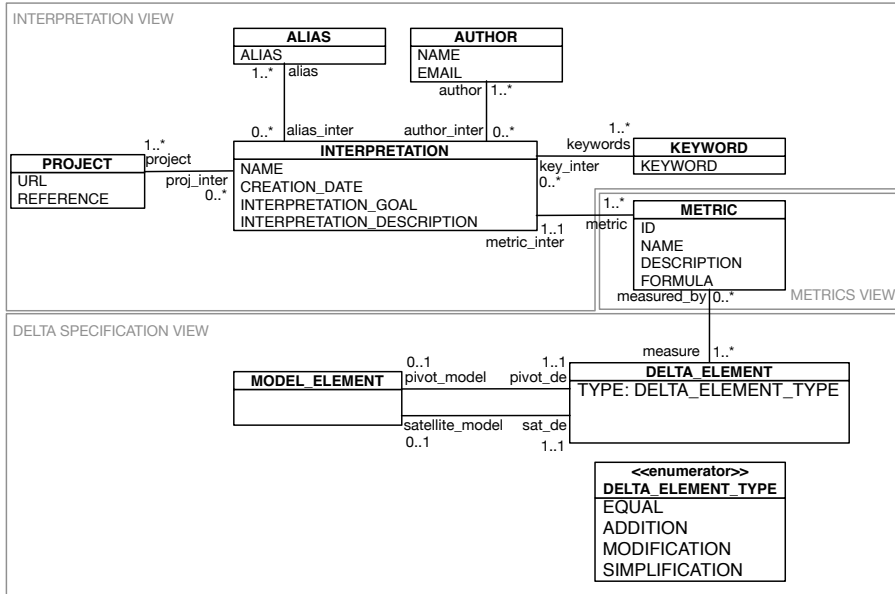 INTERPRETATION VIEW
ALIAS
ALIAS
1..*
alias
AUTHOR
NAME
EMAIL
author
1..*
0..*
alias_inter
author_inter
0..*
1..*
project
PROJECT
URL
REFERENCE
proj_inter
0..*
INTERPRETATION
NAME
CREATION_DATE
INTERPRETATION_GOAL
INTERPRETATION_DESCRIPTION
1..*
keywords
key_inter
0..*
KEYWORD
KEYWORD
1..1
metric_inter
1..*
metric
METRIC
ID
NAME
DESCRIPTION
FORMULA
measured_by
0..*
METRICS VIEW
DELTA SPECIFICATION VIEW
measure
1..*
MODEL_ELEMENT
0..1
pivot_model
1..1
pivot_de
satellite_model
0..1
sat_de
1..1
DELTA_ELEMENT
TYPE: DELTA_ELEMENT_TYPE
<<enumerator>>
DELTA_ELEMENT_TYPE
EQUAL
ADDITION
MODIFICATION
SIMPLIFICATION